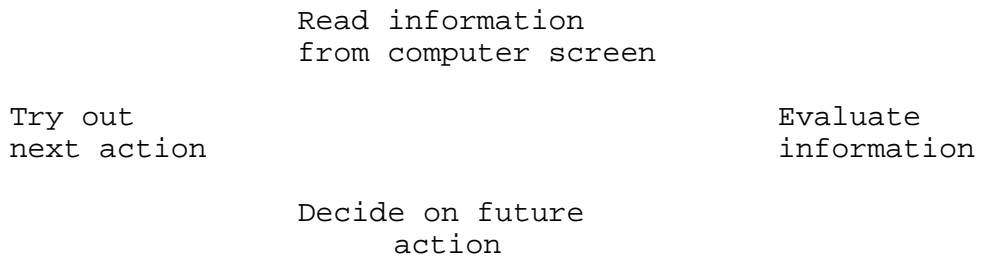 Read information
from computer screen
Try out
next action
Evaluate
information
Decide on future
action